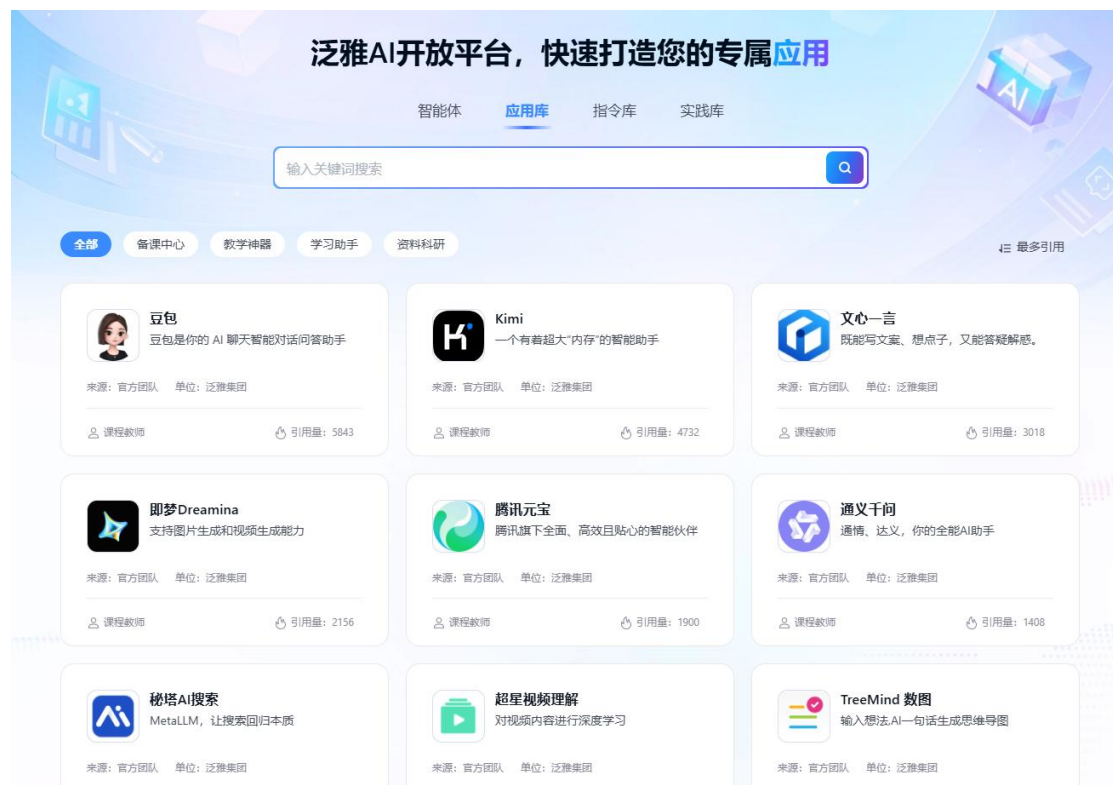 泛雅AI开放平台，快速打造您的专属应用
智能体 应用库 指令库 实践库
输入关键词搜索
全部 备课中心 教学神器 学习助手 资料科研 最多引用
豆包
豆包是你的 AI 聊天智能对话问答助手
来源：官方团队 单位：泛雅集团
课程教师 引用量：5843
Kimi
一个有着超大“内存”的智能助手
来源：官方团队 单位：泛雅集团
课程教师 引用量：4732
文心一言
既能写文案、想点子，又能答疑解惑。
来源：官方团队 单位：泛雅集团
课程教师 引用量：3018
即梦Dreamina
支持图片生成和视频生成能力
来源：官方团队 单位：泛雅集团
课程教师 引用量：2156
腾讯元宝
腾讯旗下全面、高效且贴心的智能伙伴
来源：官方团队 单位：泛雅集团
课程教师 引用量：1900
通义千问
通情、达义，你的全能AI助手
来源：官方团队 单位：泛雅集团
课程教师 引用量：1408
秘塔AI搜索
MetaLLM，让搜索回归本质
来源：官方团队 单位：泛雅集团
超星视频理解
对视频内容进行深度学习
来源：官方团队 单位：泛雅集团
TreeMind 数图
输入想法,AI一句话生成思维导图
来源：官方团队 单位：泛雅集团
AI